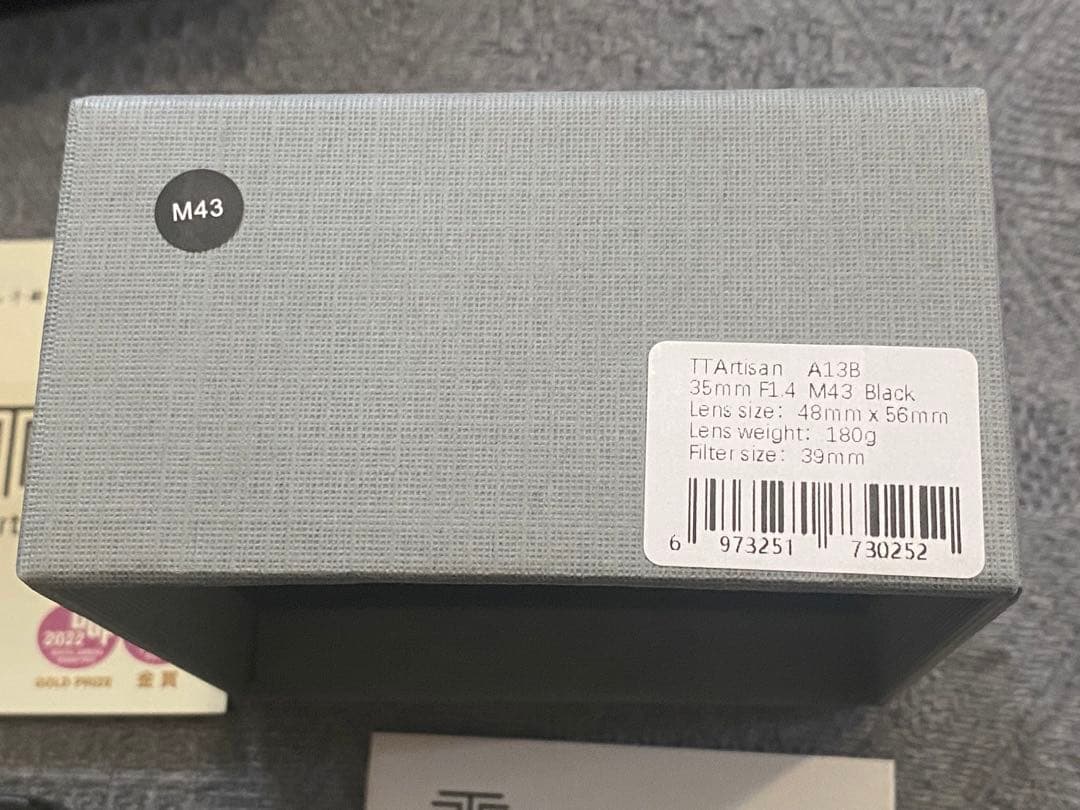 M43
TTArtisan A13B
35mm F1.4 M43 Black
Lens size: 48mm x 56mm
Lens weight: 180g
Filter size: 39mm
6 973251 730252
2022
GOLD PRIZE
金賞